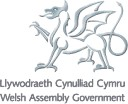 Llywodraeth Cynulliad Cymru
Welsh Assembly Government